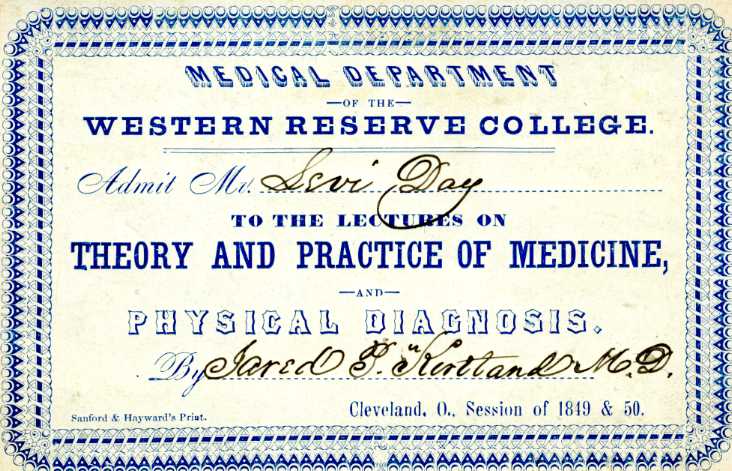 MEDICAL DEPARTMENT
—OF THE—
WESTERN RESERVE COLLEGE.
Admit Mr. Levi Day
TO THE LECTURES ON
THEORY AND PRACTICE OF MEDICINE,
—AND—
PHYSICAL DIAGNOSIS.
By Jared P. Kirtland M.D.
Sanford & Hayward's Print.
Cleveland, O., Session of 1849 & 50.